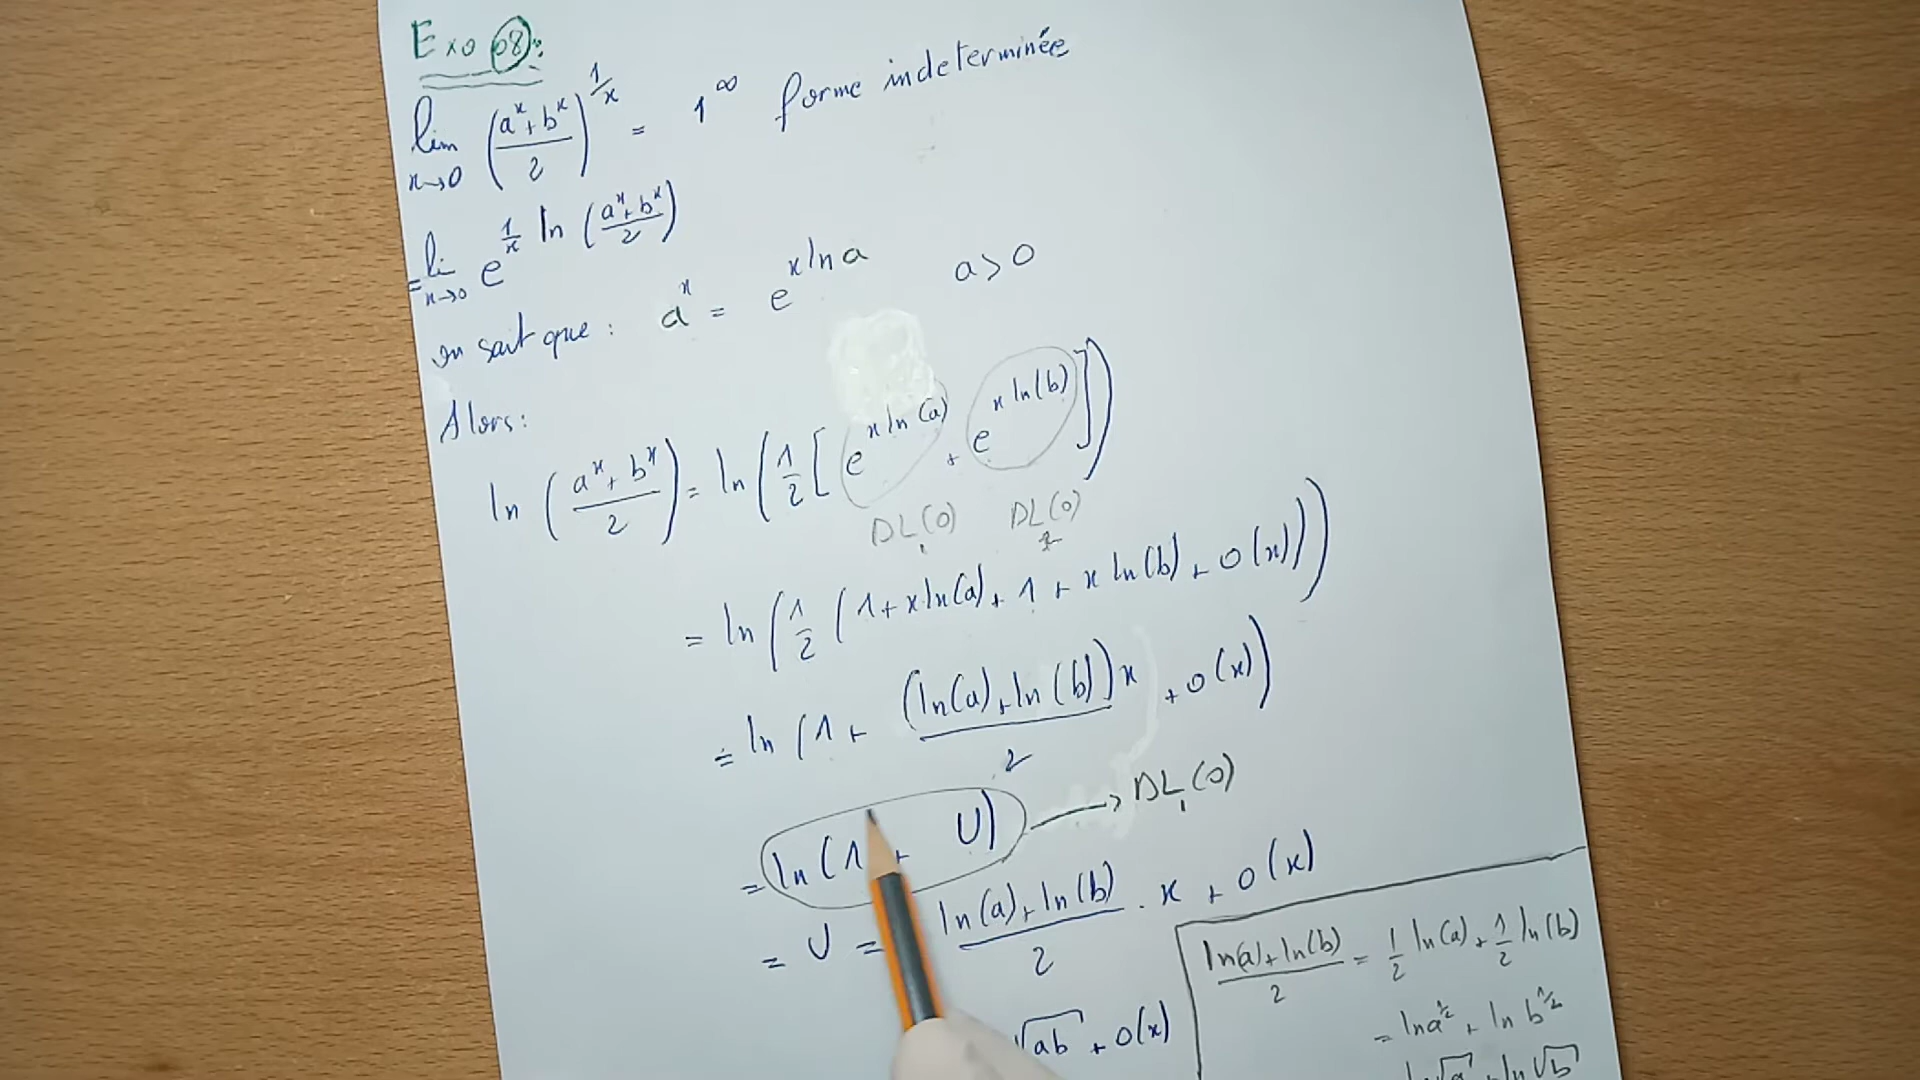 Exo 08:
lim x→0 ((a^x + b^x)/2)^(1/x) = 1^∞ forme indeterminée
= li x→0 e^(1/x ln ((a^x + b^x)/2))
on sait que : a^x = e^(x ln a) a > 0
Alors:
ln ((a^x + b^x)/2) = ln (1/2 [e^(x ln(a)) + e^(x ln(b))])
DL₁(0) DL₁(0)
= ln (1/2 (1 + x ln(a) + 1 + x ln(b) + o(x)))
= ln (1 + (ln(a) + ln(b))x / 2 + o(x))
= ln (1 + U) → DL₁(0)
= U = (ln(a) + ln(b))/2 . x + o(x)
√ab + o(x)
(ln(a) + ln(b))/2 = 1/2 ln(a) + 1/2 ln(b)
= ln a^(1/2) + ln b^(1/2)
ln √a + ln √b